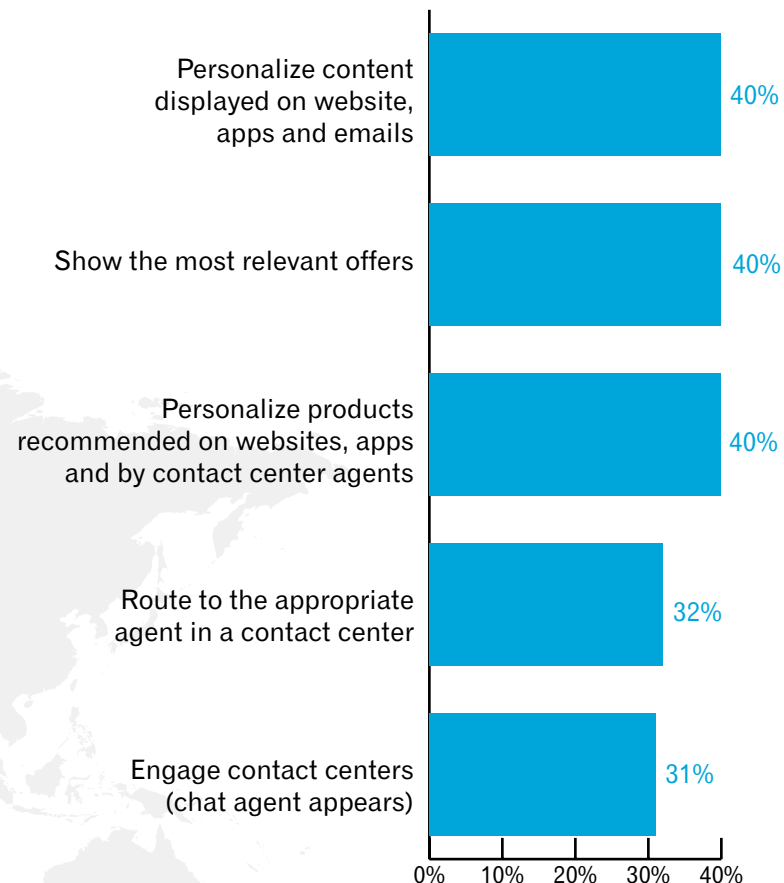 Personalize content
displayed on website,
apps and emails
40%
Show the most relevant offers
40%
Personalize products
recommended on websites, apps
and by contact center agents
40%
Route to the appropriate
agent in a contact center
32%
Engage contact centers
(chat agent appears)
31%
0% 10% 20% 30% 40%